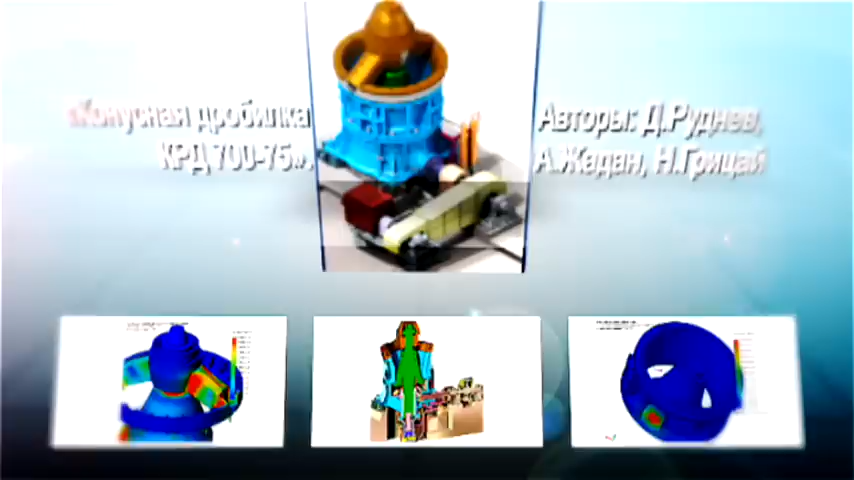 «Конусная дробилка
КРД 700-75».
Авторы: Д.Руднев,
А.Жадан, Н.Грицай